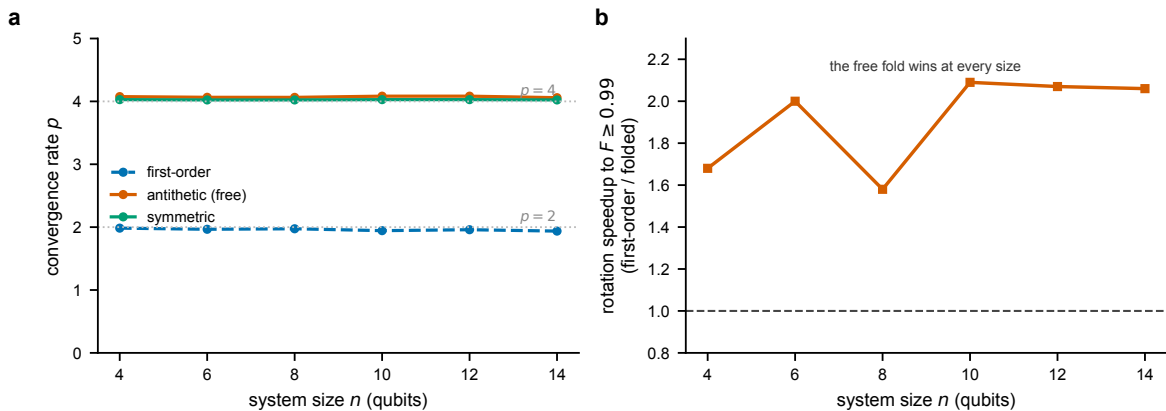 a
convergence rate p
5
4
3
2
1
0
p = 4
first-order
antithetic (free)
symmetric
p = 2
4 6 8 10 12 14
system size n (qubits)
b
rotation speedup to F ≥ 0.99
(first-order / folded)
2.2
2.0
1.8
1.6
1.4
1.2
1.0
0.8
the free fold wins at every size
4 6 8 10 12 14
system size n (qubits)